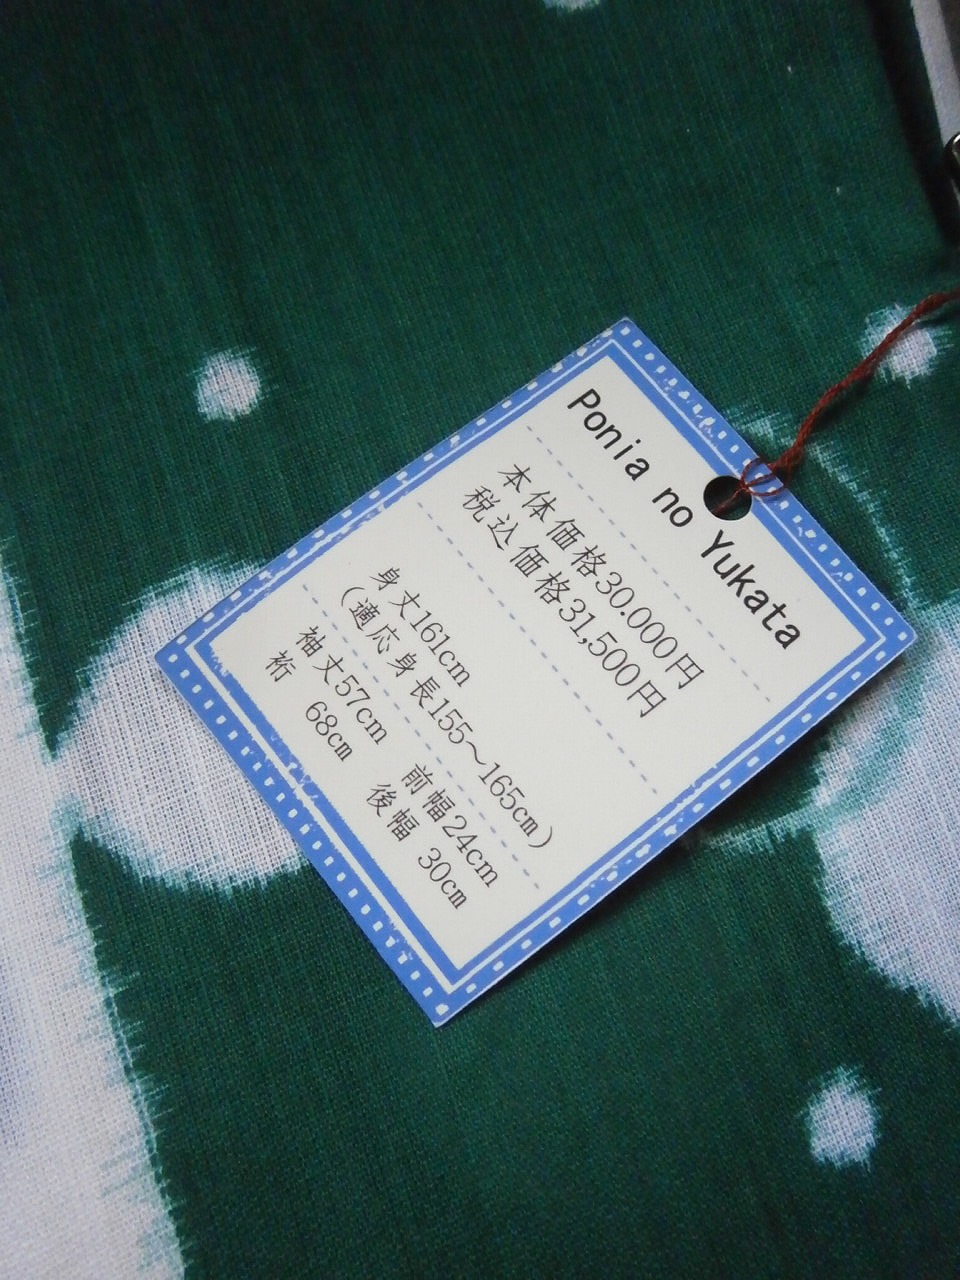 Ponia no Yukata
本体価格30.000円
税込価格31,500円
身丈161cm
(適応身長155〜165cm)
袖丈57cm 前幅24cm
裄 68cm 後幅 30cm